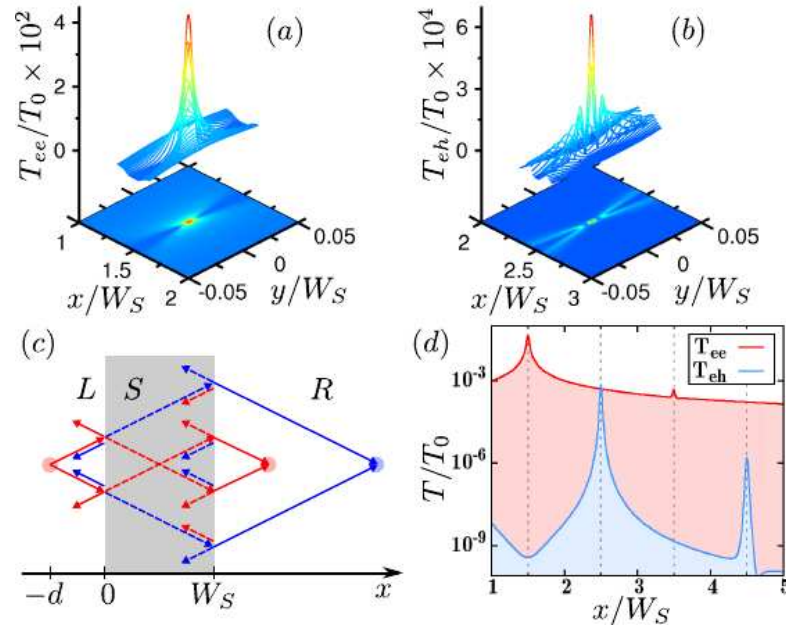 (a)
T_ee/T_0 × 10^2
4
2
0
1
1.5
2
x/W_S
-0.05
0
0.05
y/W_S
(b)
T_eh/T_0 × 10^4
6
4
2
0
2
2.5
3
x/W_S
-0.05
0
0.05
y/W_S
(c)
L S R
-d 0 W_S x
(d)
T_ee
T_eh
T/T_0
10^-3
10^-6
10^-9
1 2 3 4 5
x/W_S